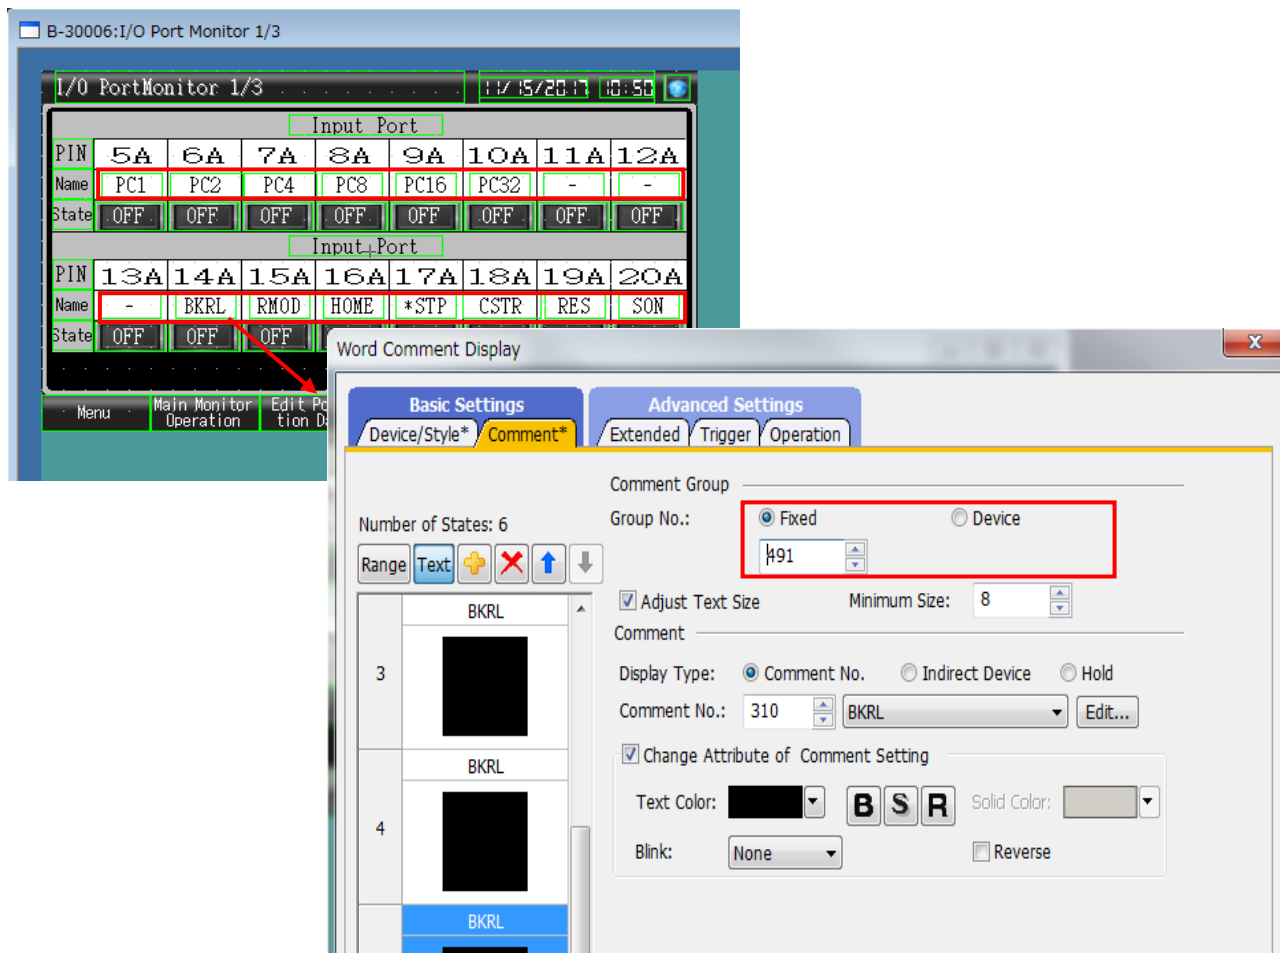 B-30006:I/O Port Monitor 1/3
I/O PortMonitor 1/3 11/15/2017 10:50
Input Port
PIN 5A 6A 7A 8A 9A 10A 11A 12A
Name PC1 PC2 PC4 PC8 PC16 PC32 - -
State OFF OFF OFF OFF OFF OFF OFF OFF
Input Port
PIN 13A 14A 15A 16A 17A 18A 19A 20A
Name - BKRL RMOD HOME *STP CSTR RES SON
State OFF OFF OFF
Menu Main Monitor Operation Edit Po tion D
Word Comment Display X
Basic Settings Advanced Settings
Device/Style* Comment* Extended Trigger Operation
Comment Group
Number of States: 6
Group No.: Fixed Device
491
Range Text
Adjust Text Size Minimum Size: 8
Comment
Display Type: Comment No. Indirect Device Hold
Comment No.: 310 BKRL Edit...
Change Attribute of Comment Setting
Text Color: B S R Solid Color:
Blink: None Reverse
BKRL
3
BKRL
4
BKRL